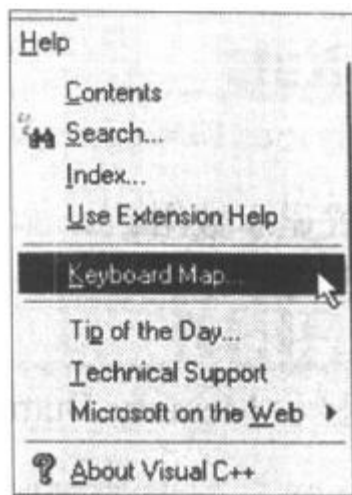 Help
Contents
Search...
Index...
Use Extension Help
Keyboard Map...
Tip of the Day...
Technical Support
Microsoft on the Web
About Visual C++